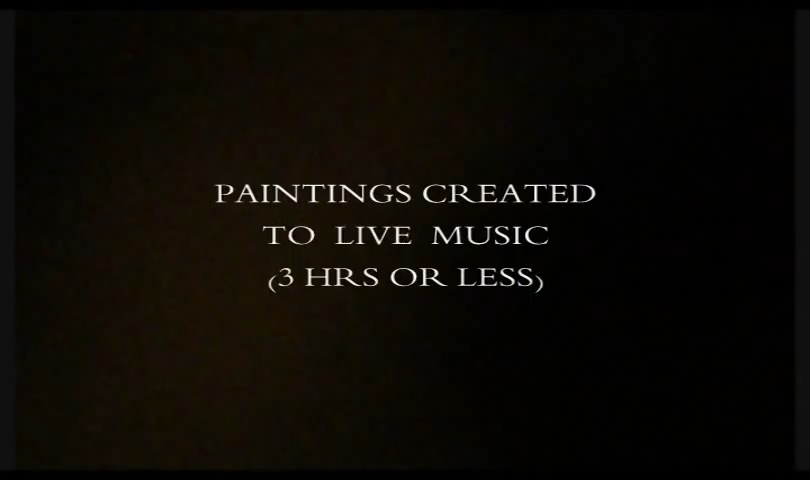 PAINTINGS CREATED
TO LIVE MUSIC
(3 HRS OR LESS)